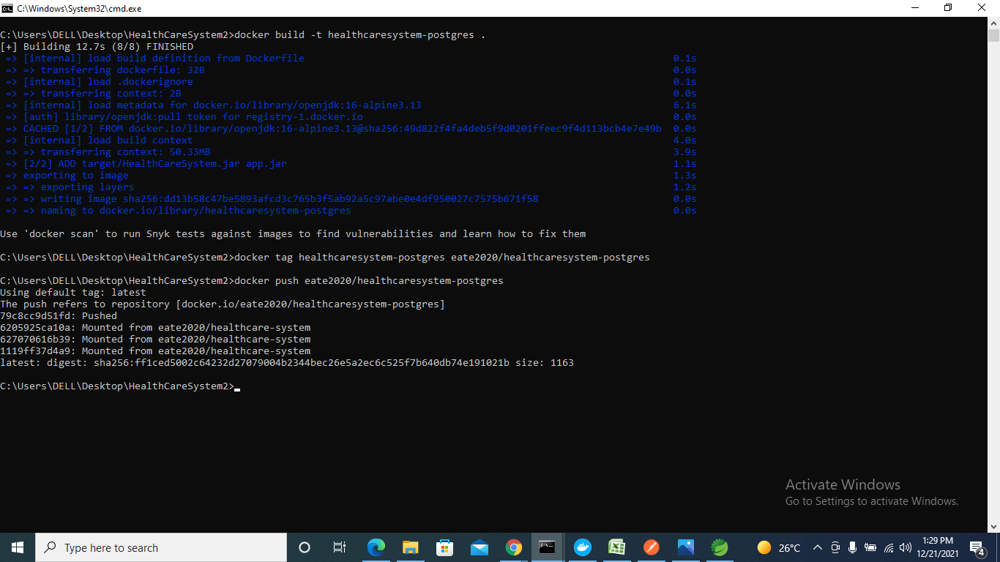 C:\Windows\System32\cmd.exe
C:\Users\DELL\Desktop\HealthCareSystem2>docker build -t healthcaresystem-postgres .
[+] Building 12.7s (8/8) FINISHED
=> [internal] load build definition from Dockerfile 0.1s
=> => transferring dockerfile: 32B 0.0s
=> [internal] load .dockerignore 0.1s
=> => transferring context: 2B 0.0s
=> [internal] load metadata for docker.io/library/openjdk:16-alpine3.13 6.1s
=> [auth] library/openjdk:pull token for registry-1.docker.io 0.0s
=> CACHED [1/2] FROM docker.io/library/openjdk:16-alpine3.13@sha256:49d822f4fa4deb5f9d0201ffeec9f4d113bcb4e7e49b 0.0s
=> [internal] load build context 4.0s
=> => transferring context: 50.33MB 3.9s
=> [2/2] ADD target/HealthCareSystem.jar app.jar 1.1s
=> exporting to image 1.3s
=> => exporting layers 1.2s
=> => writing image sha256:dd13b58c47be5893afcd3c765b3f5ab92a5c97abe0e4df950027c7575b671f58 0.0s
=> => naming to docker.io/library/healthcaresystem-postgres 0.0s
Use 'docker scan' to run Snyk tests against images to find vulnerabilities and learn how to fix them
C:\Users\DELL\Desktop\HealthCareSystem2>docker tag healthcaresystem-postgres eate2020/healthcaresystem-postgres
C:\Users\DELL\Desktop\HealthCareSystem2>docker push eate2020/healthcaresystem-postgres
Using default tag: latest
The push refers to repository [docker.io/eate2020/healthcaresystem-postgres]
79c8cc9d51fd: Pushed
6205925ca10a: Mounted from eate2020/healthcare-system
627070616b39: Mounted from eate2020/healthcare-system
1119ff37d4a9: Mounted from eate2020/healthcare-system
latest: digest: sha256:ff1ced5002c64232d27079004b2344bec26e5a2ec6c525f7b640db74e191021b size: 1163
C:\Users\DELL\Desktop\HealthCareSystem2>
Activate Windows
Go to Settings to activate Windows.
Type here to search
26°C
1:29 PM
12/21/2021
4